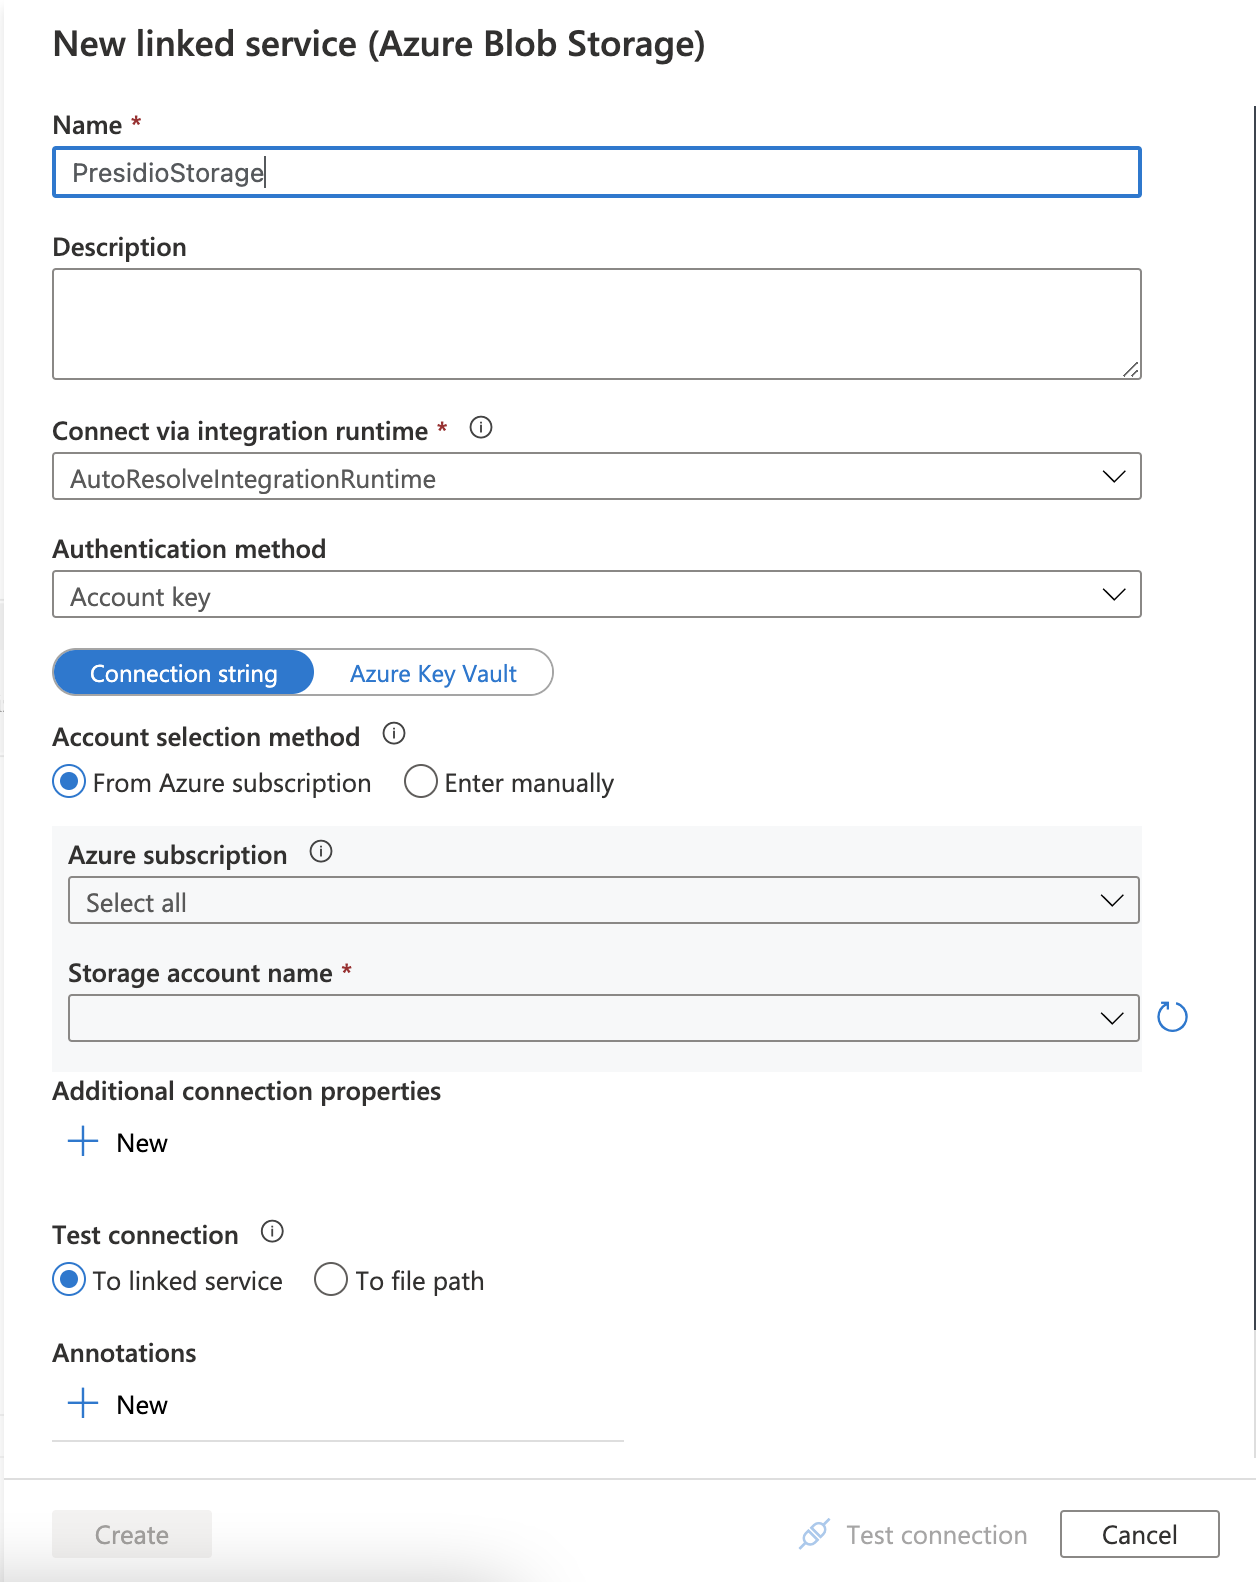 New linked service (Azure Blob Storage)
Name *
PresidioStorage
Description
Connect via integration runtime *
AutoResolveIntegrationRuntime
Authentication method
Account key
Connection string Azure Key Vault
Account selection method
From Azure subscription Enter manually
Azure subscription
Select all
Storage account name *
Additional connection properties
New
Test connection
To linked service To file path
Annotations
New
Create Test connection Cancel